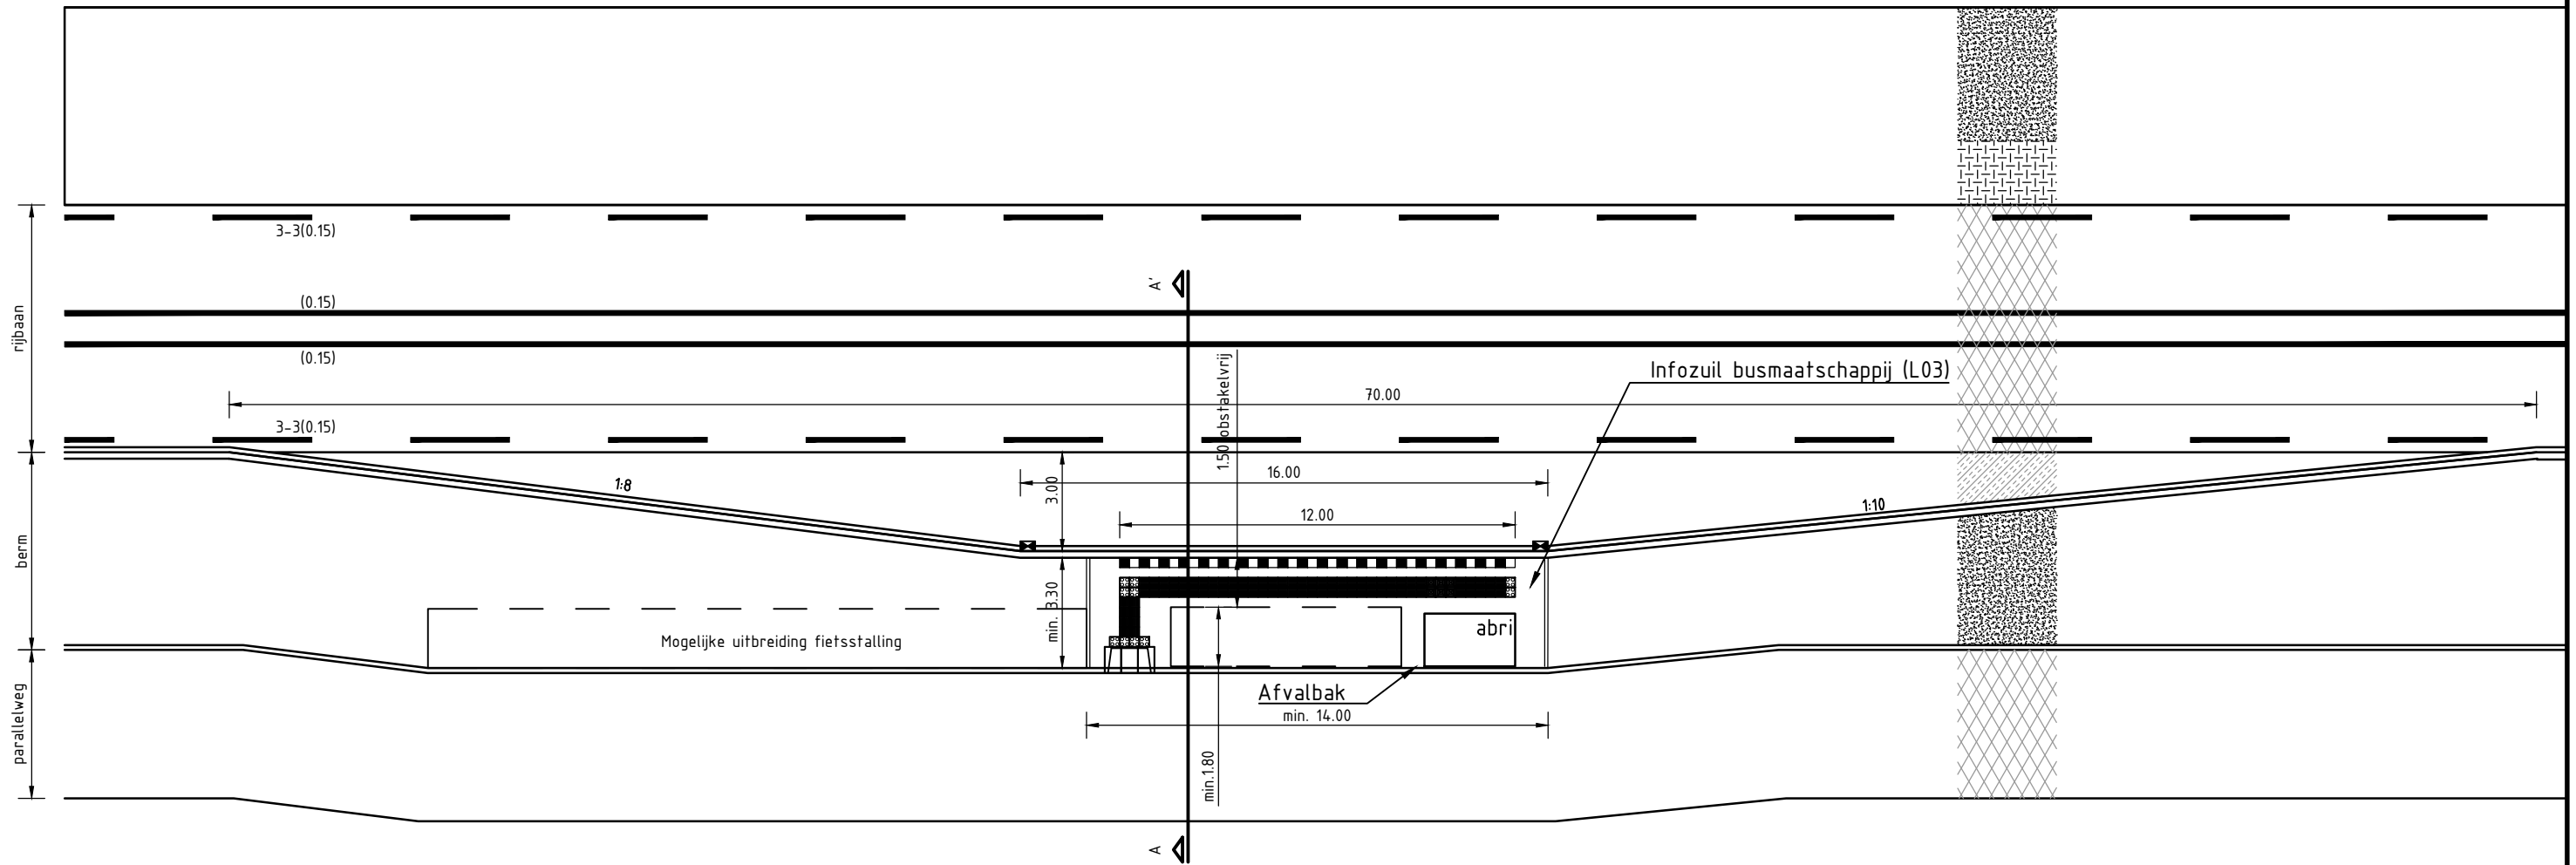 3-3(0.15)
(0.15)
(0.15)
3-3(0.15)
rijbaan
berm
parallelweg
A'
1.50 obstakelvrij
Infozuil busmaatschappij (L03)
70.00
1:8
3.00
16.00
1:10
12.00
min. 3.30
Mogelijke uitbreiding fietsstalling
abri
Afvalbak
min. 14.00
min.1.80
A